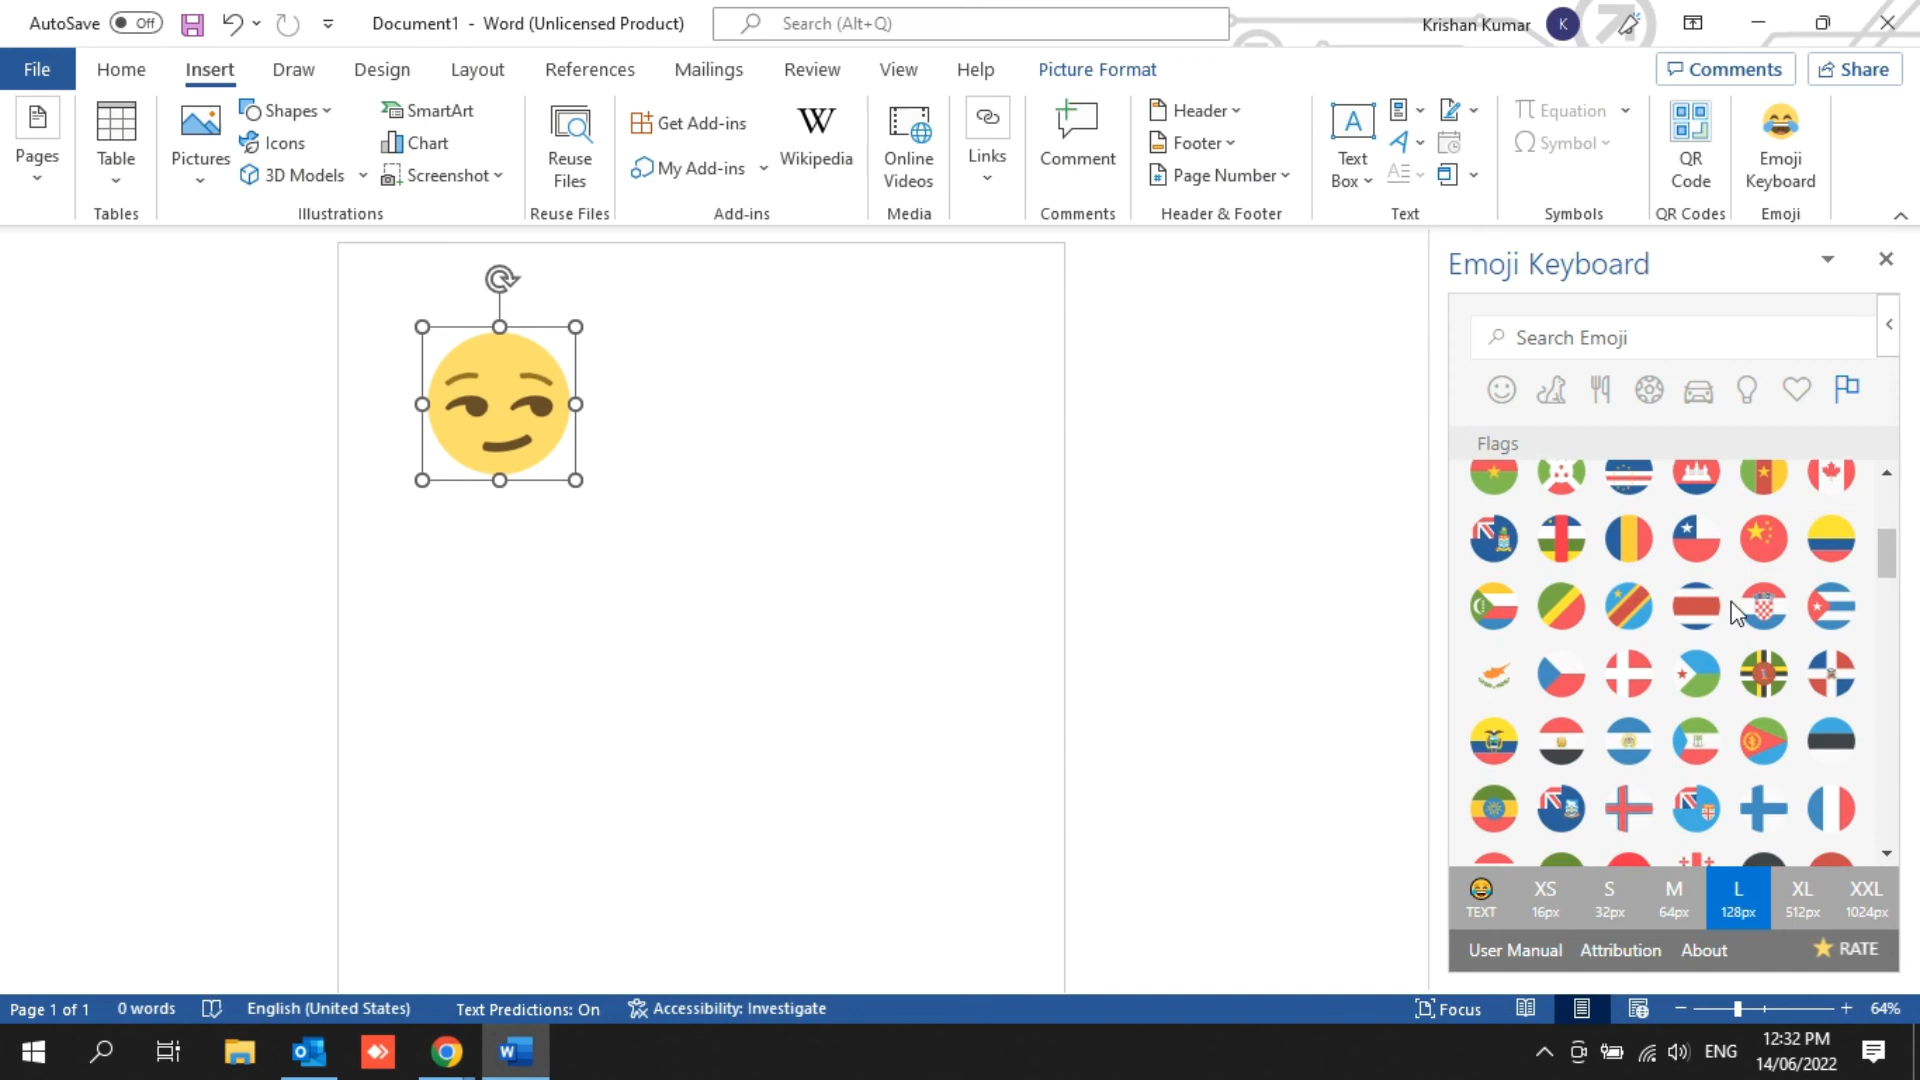 AutoSave Off Document1 - Word (Unlicensed Product) Search (Alt+Q) Krishan Kumar K
File Home Insert Draw Design Layout References Mailings Review View Help Picture Format Comments Share
Pages
Table
Pictures
Shapes
Icons
3D Models
SmartArt
Chart
Screenshot
Reuse
Files
Get Add-ins
My Add-ins
W
Wikipedia
Online
Videos
Links
Comment
Header
Footer
Page Number
A
Text
Box
Equation
Symbol
QR
Code
Emoji
Keyboard
Tables Illustrations Reuse Files Add-ins Media Comments Header & Footer Text Symbols QR Codes Emoji
Emoji Keyboard
Search Emoji
Flags
TEXT
XS
16px
S
32px
M
64px
L
128px
XL
512px
XXL
1024px
User Manual Attribution About RATE
Page 1 of 1 0 words English (United States) Text Predictions: On Accessibility: Investigate Focus 64%
ENG
12:32 PM
14/06/2022